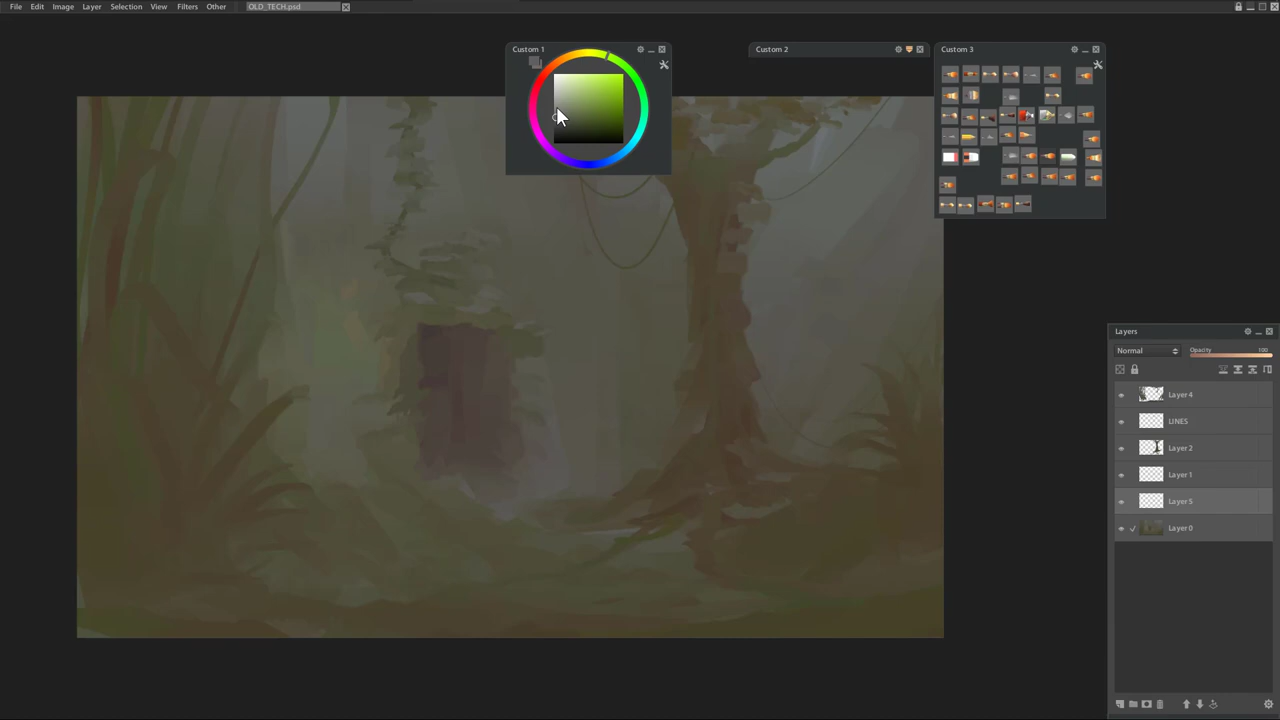 File Edit Image Layer Selection View Filters Other OLD_TECH.psd
Custom 1
Custom 2
Custom 3
Layers
Normal
Opacity 100
Layer 4
LINES
Layer 2
Layer 1
Layer 5
Layer 0